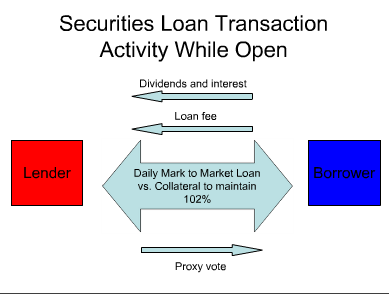 Securities Loan Transaction
Activity While Open
Dividends and interest
Loan fee
Lender
Daily Mark to Market Loan
vs. Collateral to maintain
102%
Borrower
Proxy vote